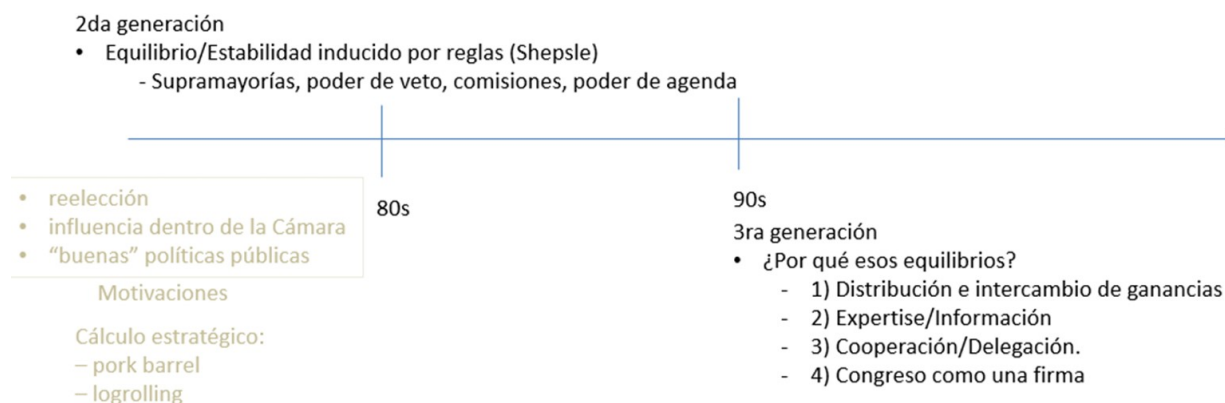 2da generación
• Equilibrio/Estabilidad inducido por reglas (Shepsle)
- Supramayorías, poder de veto, comisiones, poder de agenda
• reelección
• influencia dentro de la Cámara
• “buenas” políticas públicas
Motivaciones
Cálculo estratégico:
– pork barrel
– logrolling
80s
90s
3ra generación
• ¿Por qué esos equilibrios?
- 1) Distribución e intercambio de ganancias
- 2) Expertise/Información
- 3) Cooperación/Delegación.
- 4) Congreso como una firma